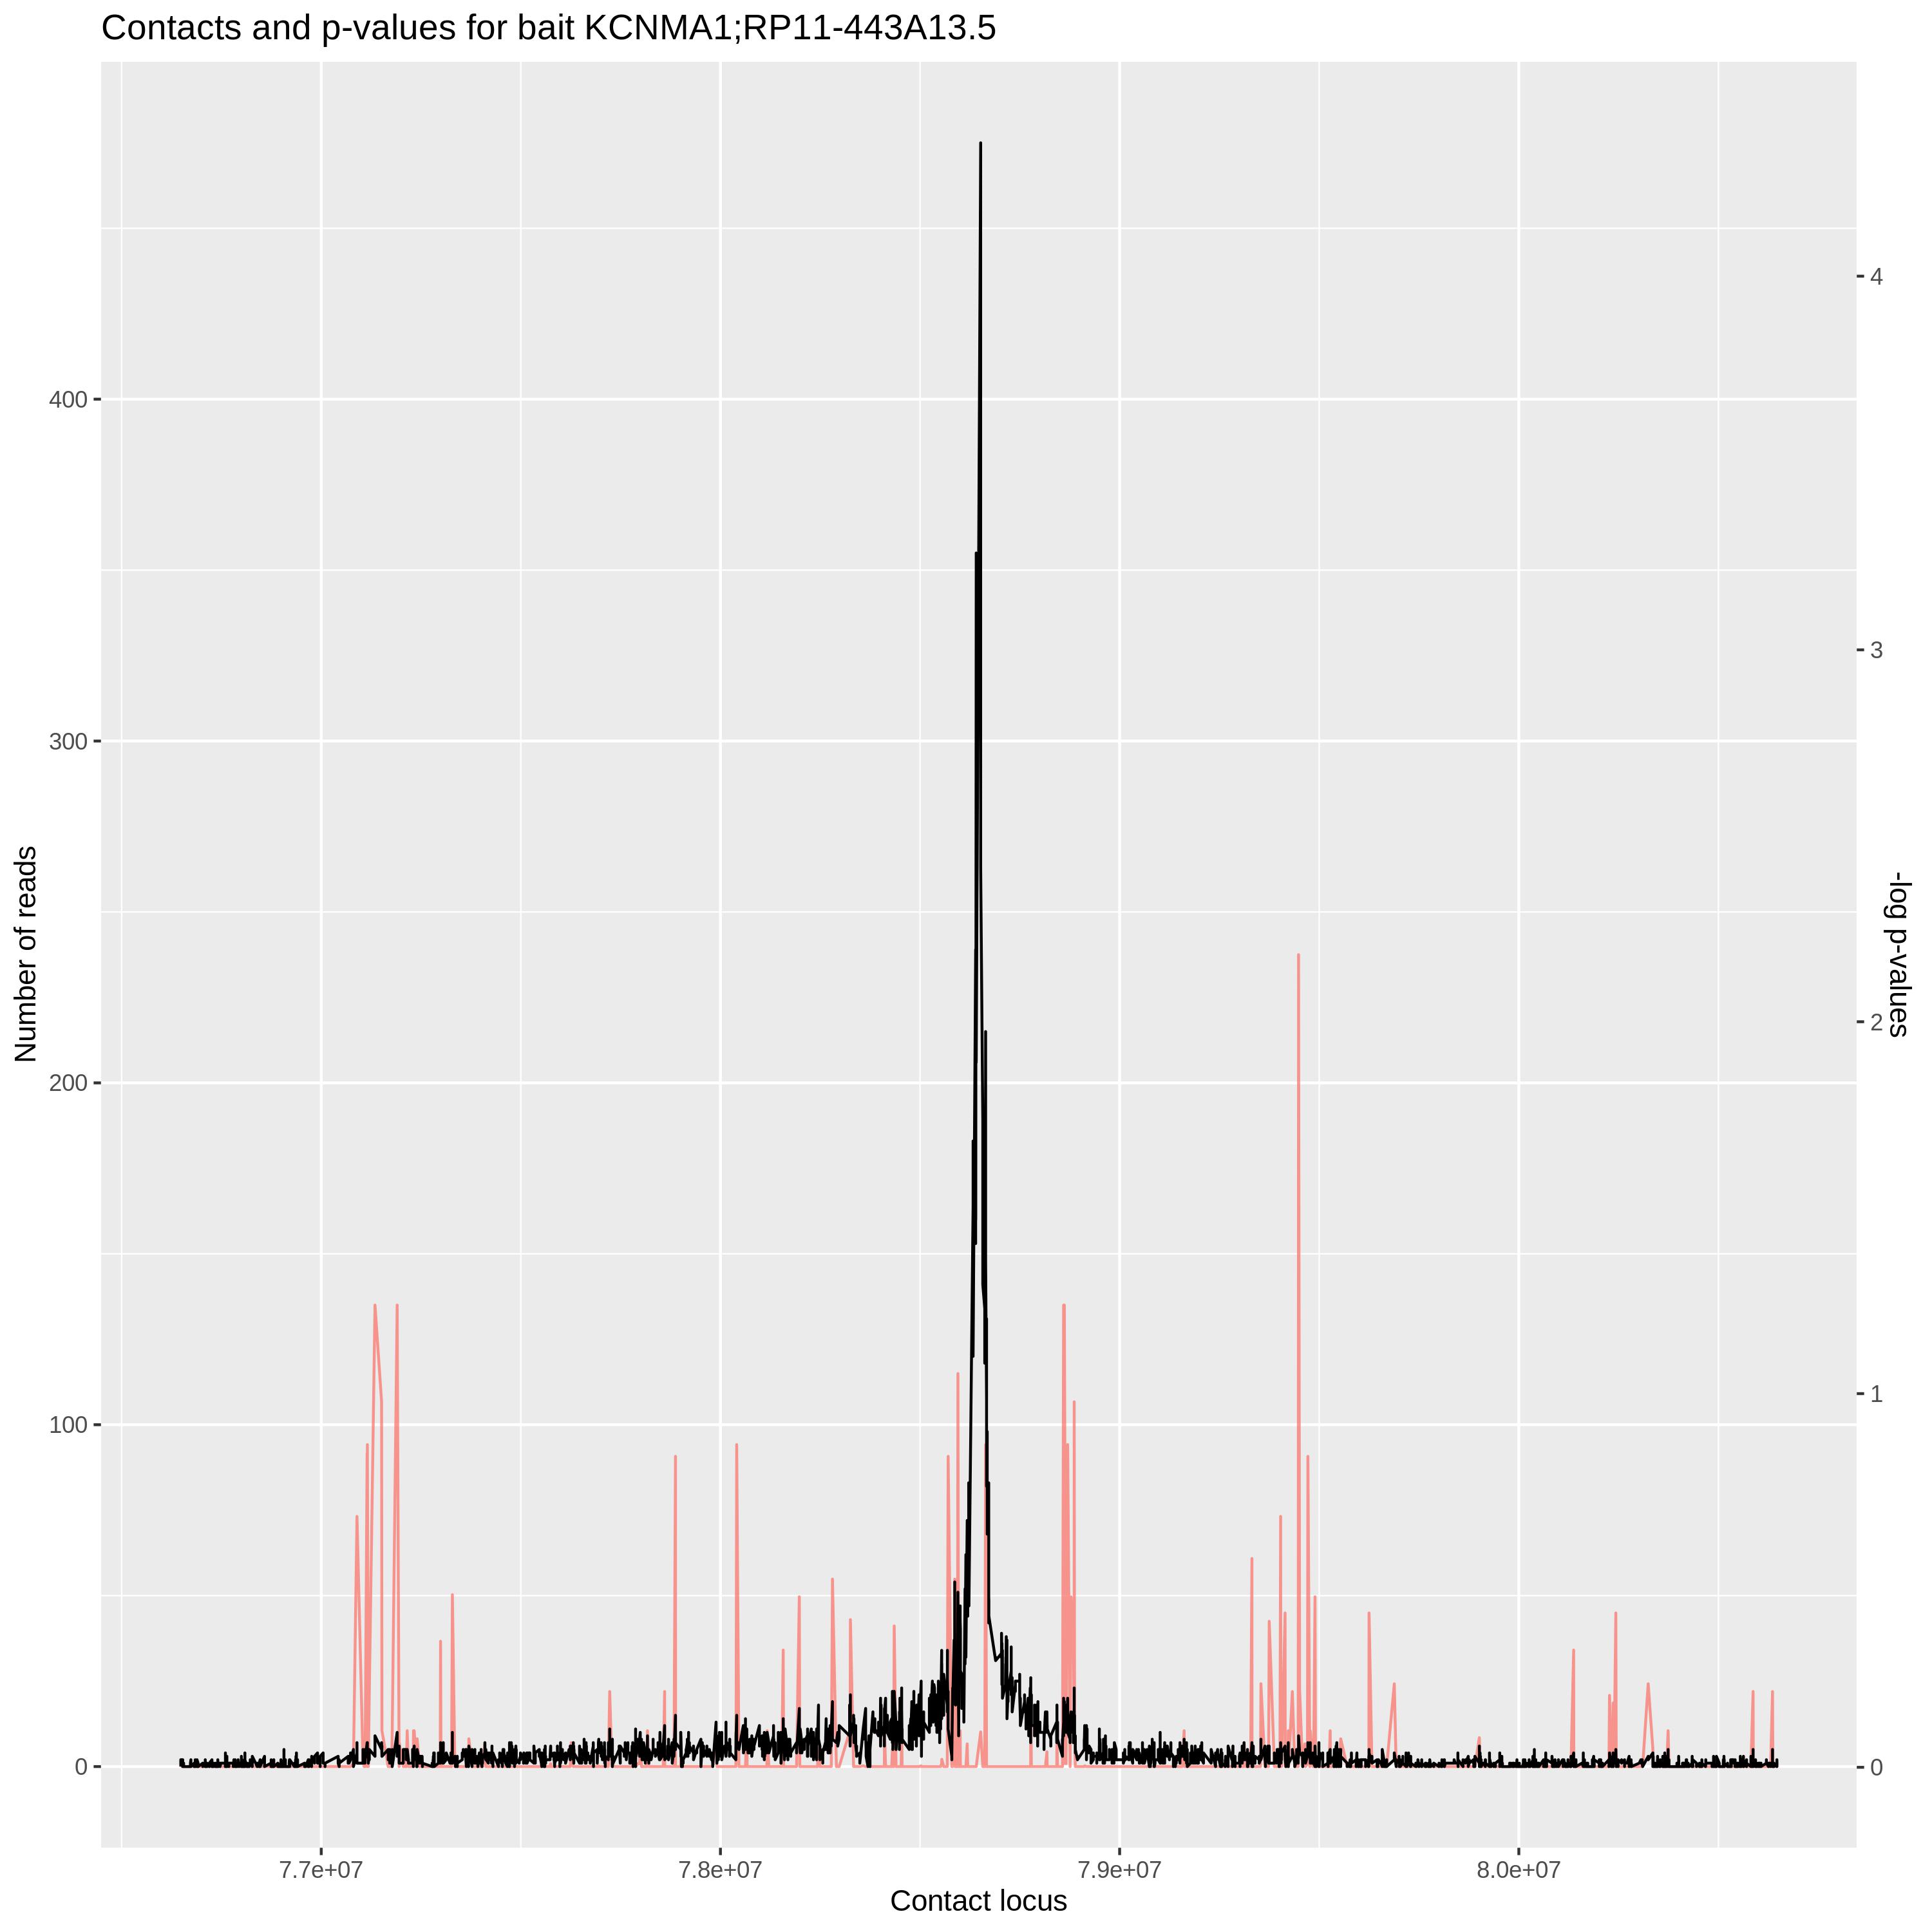 Contacts and p-values for bait KCNMA1;RP11-443A13.5
400
300
200
100
0
Number of reads
4
3
2
1
0
-log p-values
7.7e+07
7.8e+07
7.9e+07
8.0e+07
Contact locus